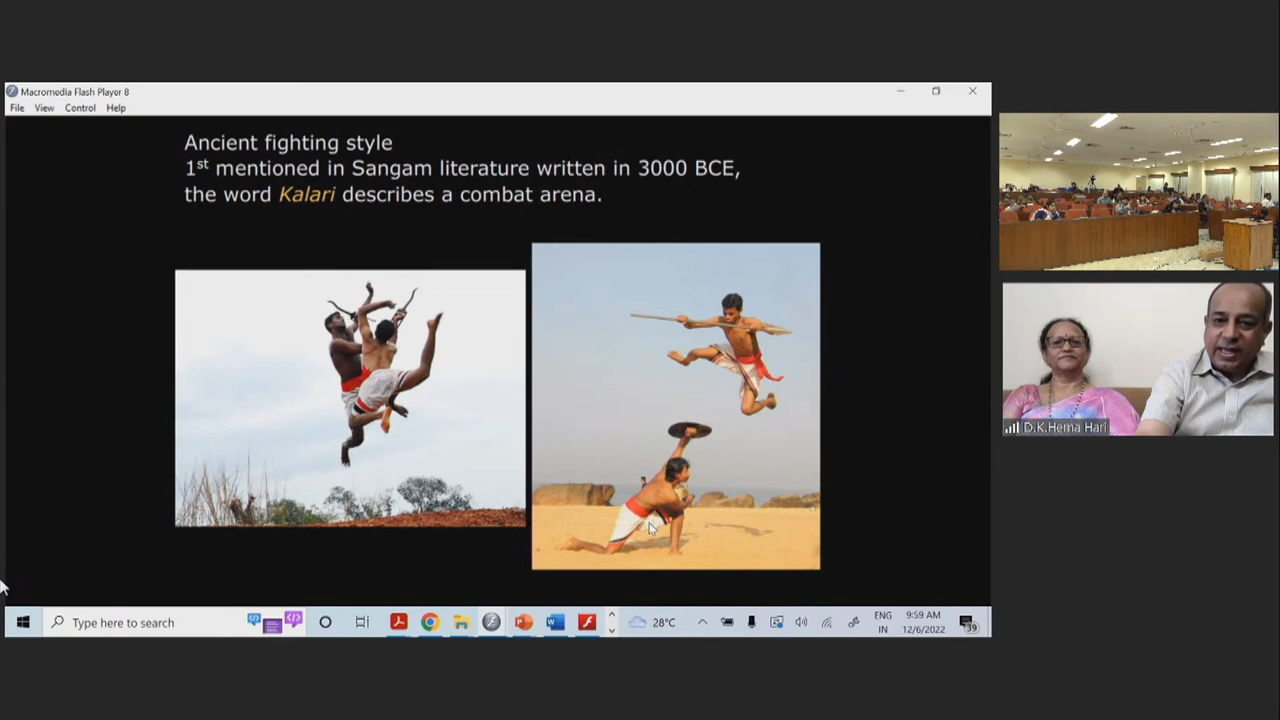 Macromedia Flash Player 8
File View Control Help
Ancient fighting style
1st mentioned in Sangam literature written in 3000 BCE,
the word Kalari describes a combat arena.
D.K.Hema Hari
Type here to search
28°C
ENG
IN
9:59 AM
12/6/2022
39